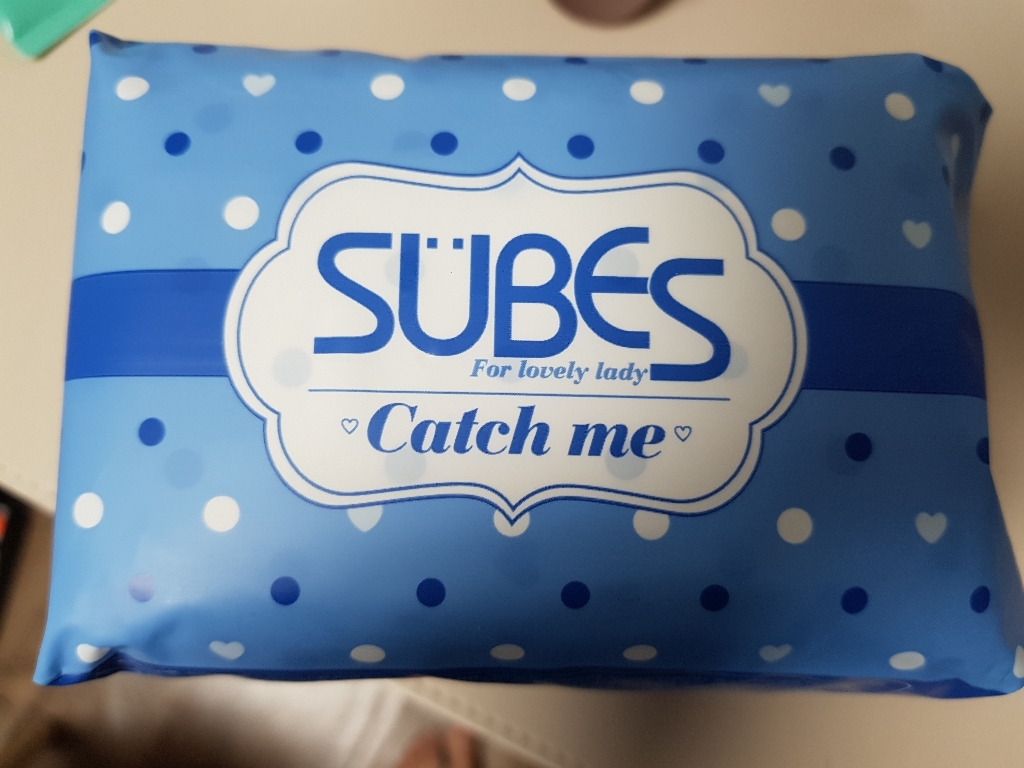 SÜBES
For lovely lady
♡ Catch me ♡